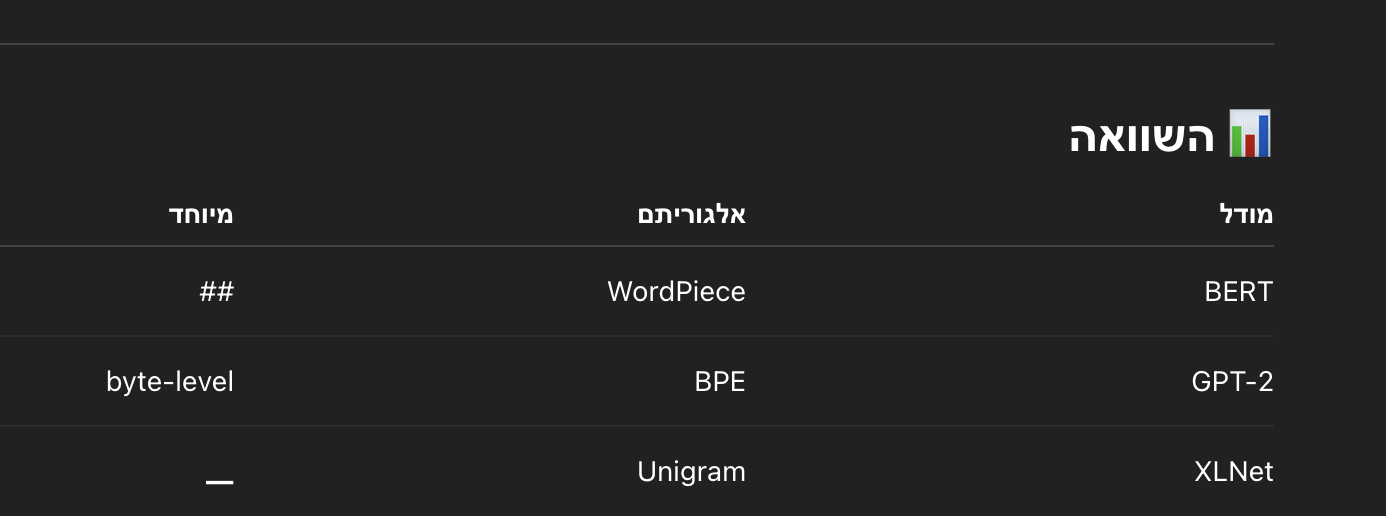 📊 השוואה
מודל אלגוריתם מיוחד
BERT WordPiece ##
GPT-2 BPE byte-level
XLNet Unigram ▁